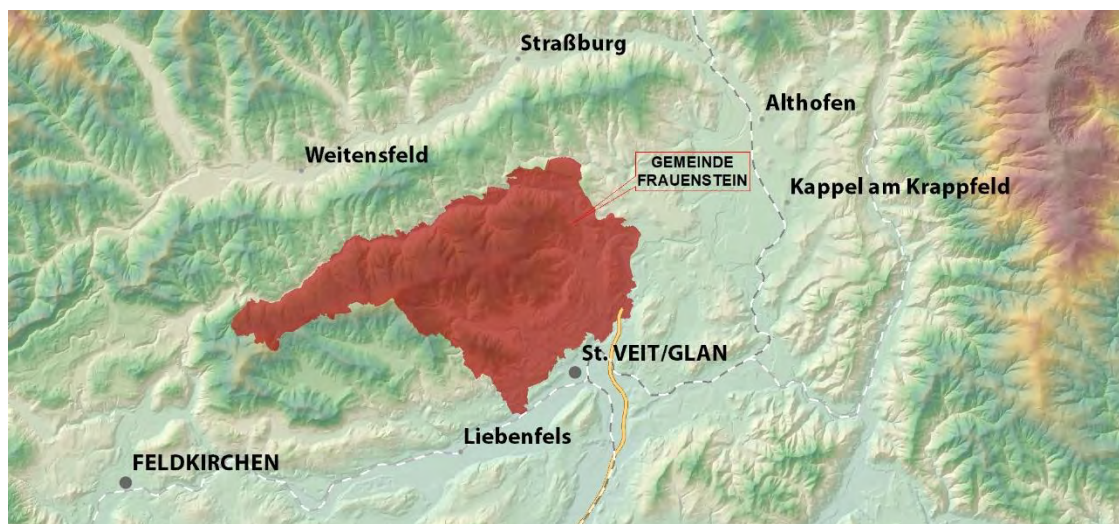 Straßburg
Althofen
Weitensfeld
GEMEINDE
FRAUENSTEIN
Kappel am Krappfeld
St. VEIT/GLAN
Liebenfels
FELDKIRCHEN